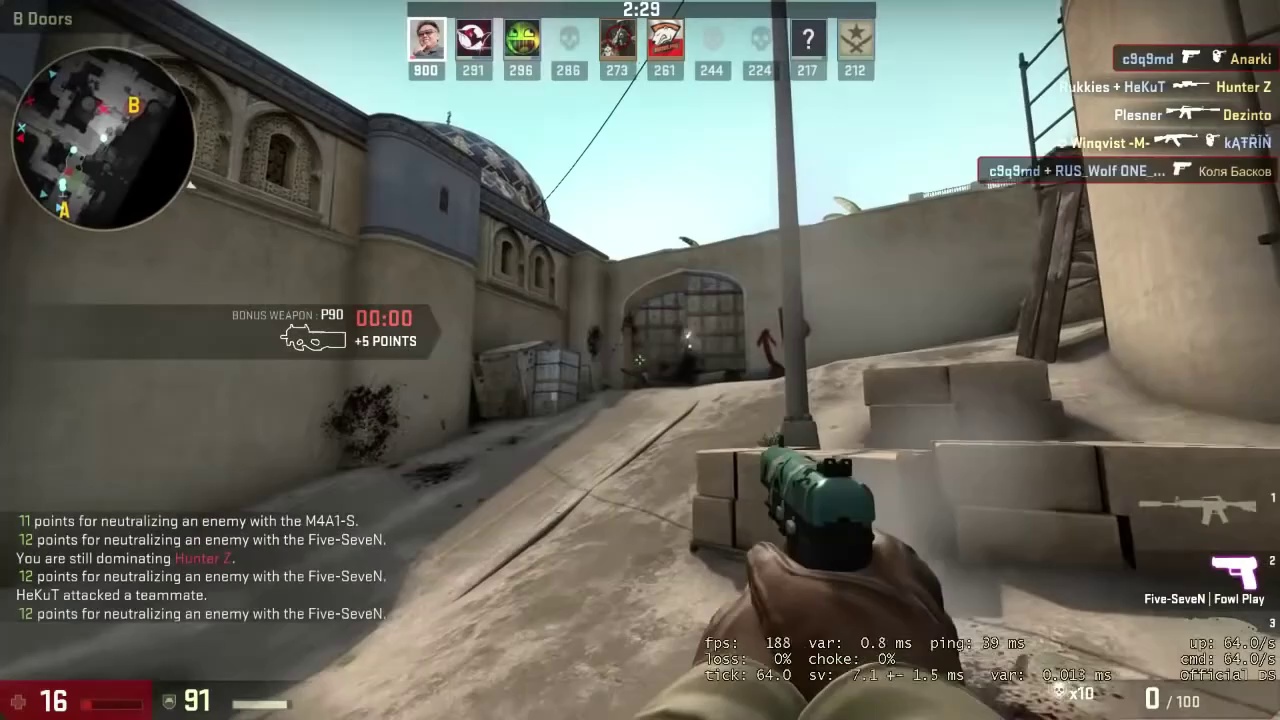 B Doors
2:29
?
900 291 296 286 273 261 244 224 217 212
c9q9md Anarki
Rukkies + HeKuT Hunter Z
Plesner Dezinto
Winqvist -M- kĄŦŘĪŇ
c9q9md + RUS_Wolf ONE_... Коля Басков
B
A
BONUS WEAPON : P90 00:00
+5 POINTS
11 points for neutralizing an enemy with the M4A1-S.
12 points for neutralizing an enemy with the Five-SeveN.
You are still dominating Hunter Z.
12 points for neutralizing an enemy with the Five-SeveN.
HeKuT attacked a teammate.
12 points for neutralizing an enemy with the Five-SeveN.
1
2
Five-SeveN | Fowl Play
3
fps: 188 var: 0.8 ms ping: 39 ms up: 64.0/s
loss: 0% choke: 0% cmd: 64.0/s
tick: 64.0 sv: 7.1 +- 1.5 ms var: 0.013 ms Official DS
x10
16 91 0 / 100